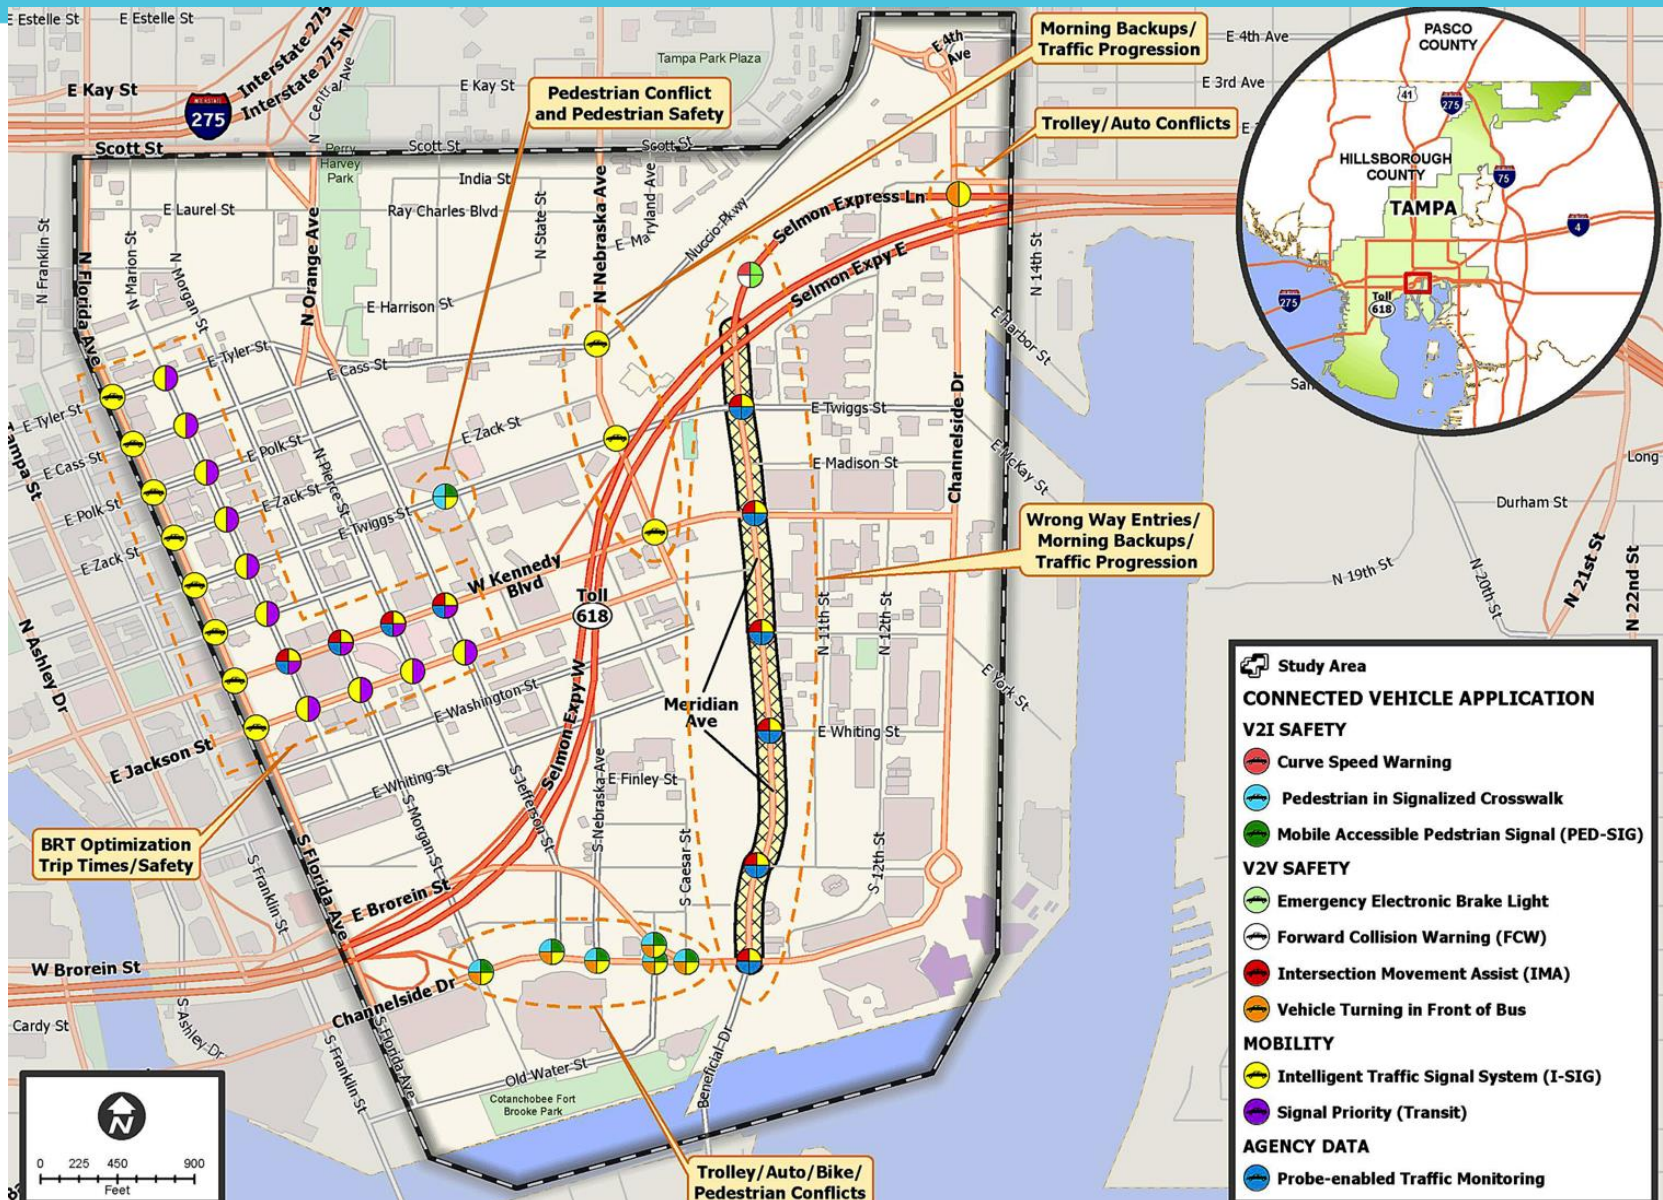 E Estelle St
E Estelle St
Interstate 275
Interstate 275 N
N Central Ave
E Kay St
E Kay St
275
Scott St
Scott St
Scott St
Tampa Park Plaza
E 4th
Ave
E 4th Ave
E 3rd Ave
Morning Backups/
Traffic Progression
Pedestrian Conflict
and Pedestrian Safety
Trolley/Auto Conflicts
Perry
Harvey
Park
India St
E Laurel St
Ray Charles Blvd
N State St
N Nebraska Ave
E Maryland Ave
Nuccio Pkwy
Selmon Express Ln
Selmon Expy E
N 14th St
N Franklin St
N Florida Ave
N Marion St
N Morgan St
N Orange Ave
E Harrison St
E Tyler St
E Cass St
E Harbor St
E Tyler St
E Cass St
E Polk St
E Zack St
Tampa St
E Polk St
E Zack St
N Pierce St
E Twiggs St
E Zack St
E Twiggs St
E Madison St
Channelside Dr
E McKay St
W Kennedy
Blvd
Toll
618
Wrong Way Entries/
Morning Backups/
Traffic Progression
N 11th St
N 12th St
E York St
N Ashley Dr
E Jackson St
E Washington St
Selmon Expy W
Meridian
Ave
E Whiting St
E Whiting St
E Finley St
S Jefferson St
S Nebraska Ave
S Morgan St
S Caesar St
S 12th St
BRT Optimization
Trip Times/Safety
S Franklin St
S Florida Ave
E Brorein St
W Brorein St
Channelside Dr
Cardy St
S Ashley Dr
S Franklin St
S Florida Ave
Old Water St
Cotanchobee Fort
Brooke Park
Beneficial Dr
Trolley/Auto/Bike/
Pedestrian Conflicts
N
0 225 450 900
Feet
PASCO
COUNTY
41
275
HILLSBOROUGH
COUNTY
75
TAMPA
4
275
Toll
618
Long
Durham St
N 19th St
N 20th St
N 21st St
N 22nd St
Study Area
CONNECTED VEHICLE APPLICATION
V2I SAFETY
Curve Speed Warning
Pedestrian in Signalized Crosswalk
Mobile Accessible Pedstrian Signal (PED-SIG)
V2V SAFETY
Emergency Electronic Brake Light
Forward Collision Warning (FCW)
Intersection Movement Assist (IMA)
Vehicle Turning in Front of Bus
MOBILITY
Intelligent Traffic Signal System (I-SIG)
Signal Priority (Transit)
AGENCY DATA
Probe-enabled Traffic Monitoring